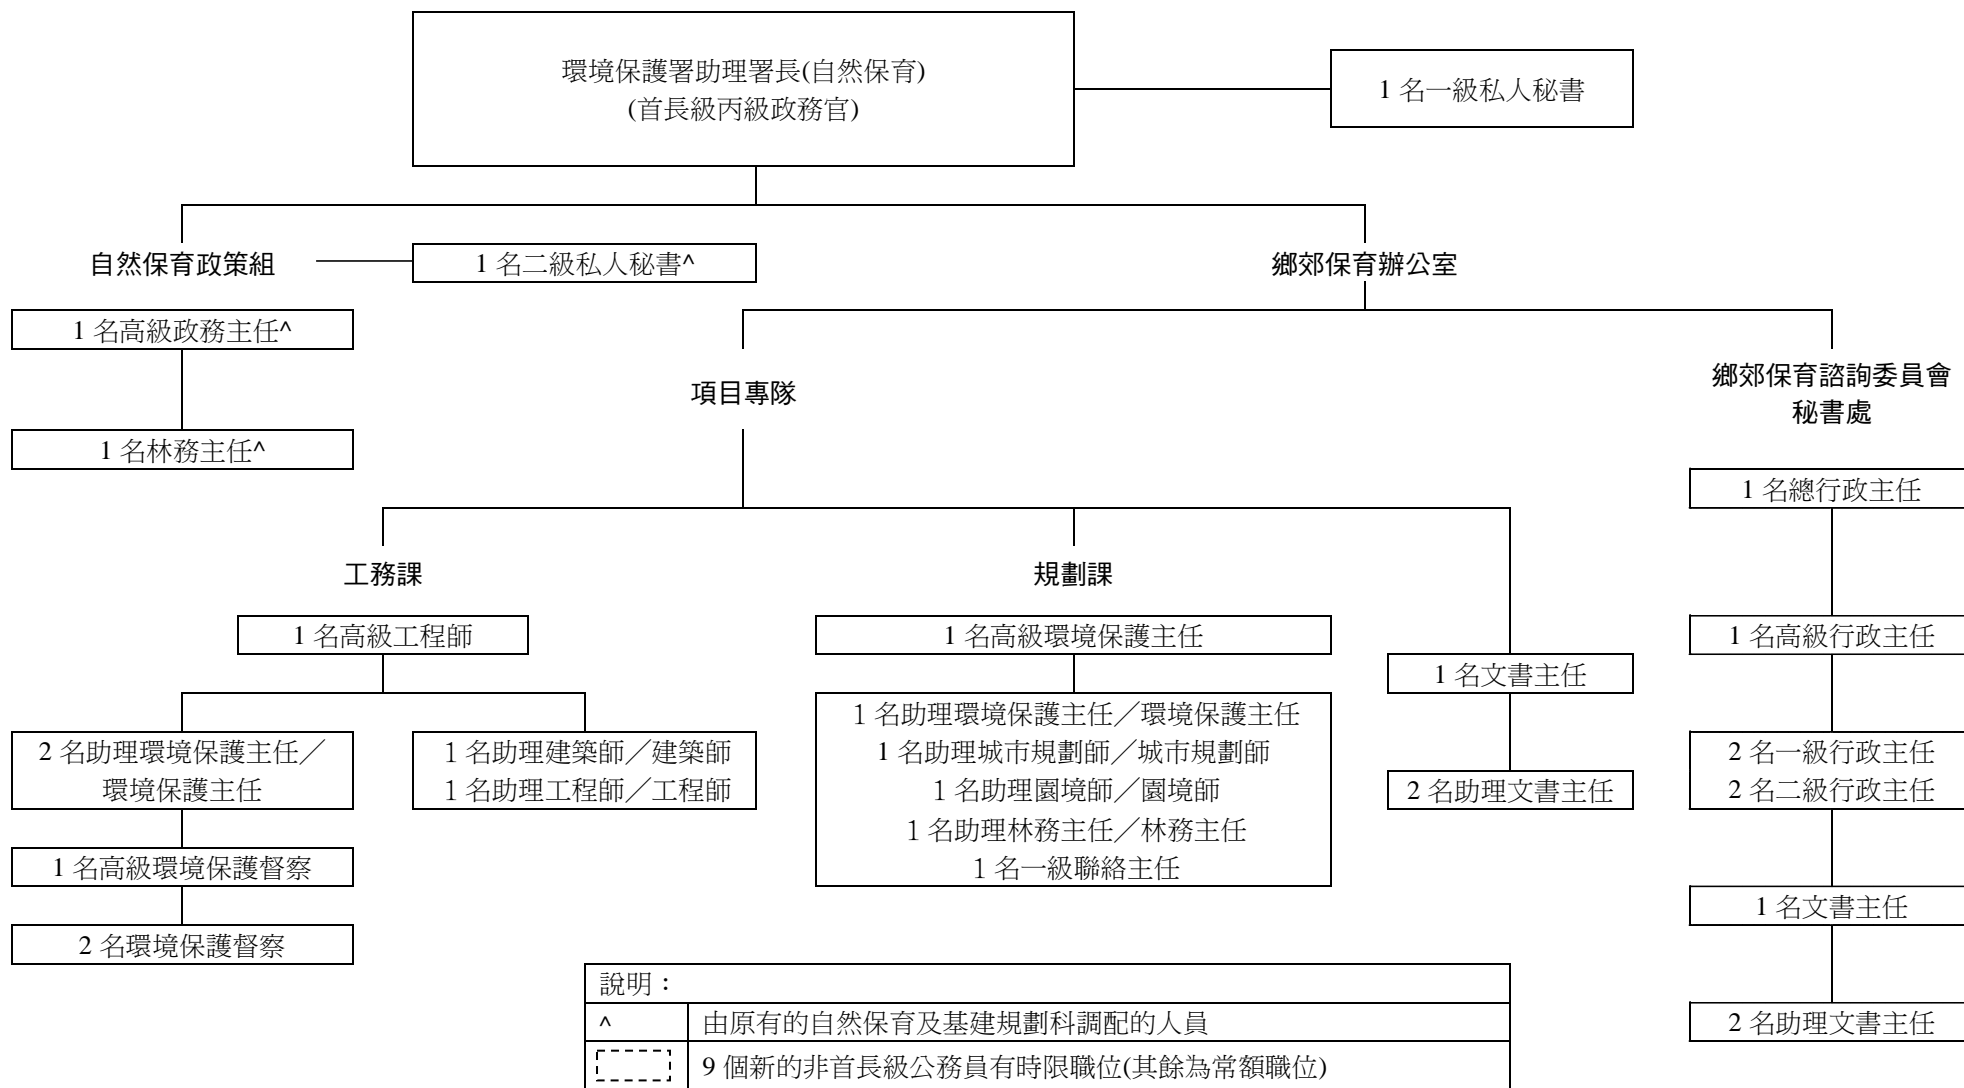 環境保護署助理署長(自然保育)
(首長級丙級政務官)
1 名一級私人秘書
自然保育政策組
1 名二級私人秘書^
鄉郊保育辦公室
1 名高級政務主任^
1 名林務主任^
項目專隊
鄉郊保育諮詢委員會
秘書處
1 名總行政主任
工務課
規劃課
1 名高級工程師
1 名高級環境保護主任
1 名高級行政主任
1 名文書主任
2 名助理環境保護主任／
環境保護主任
1 名助理建築師／建築師
1 名助理工程師／工程師
1 名助理環境保護主任／環境保護主任
1 名助理城市規劃師／城市規劃師
1 名助理園境師／園境師
1 名助理林務主任／林務主任
1 名一級聯絡主任
2 名助理文書主任
2 名一級行政主任
2 名二級行政主任
1 名高級環境保護督察
2 名環境保護督察
1 名文書主任
2 名助理文書主任
說明：
^ 由原有的自然保育及基建規劃科調配的人員
9 個新的非首長級公務員有時限職位(其餘為常額職位)